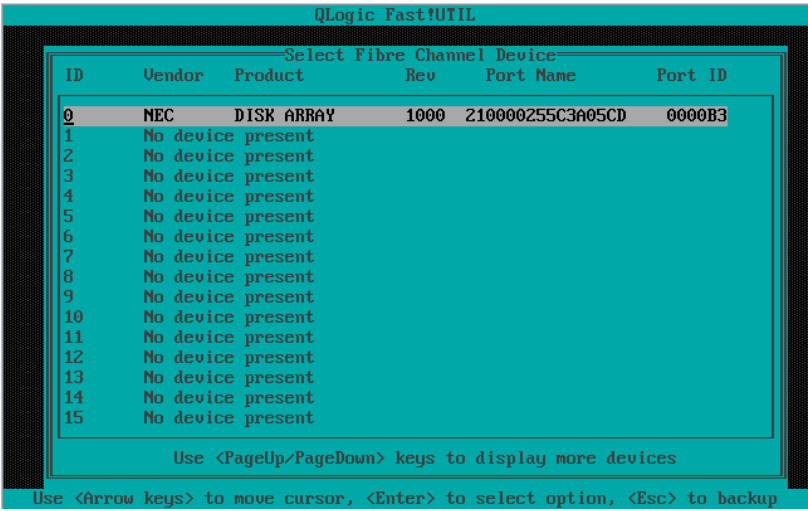 QLogic Fast!UTIL
Select Fibre Channel Device
ID Vendor Product Rev Port Name Port ID
0 NEC DISK ARRAY 1000 210000255C3A05CD 0000B3
1 No device present
2 No device present
3 No device present
4 No device present
5 No device present
6 No device present
7 No device present
8 No device present
9 No device present
10 No device present
11 No device present
12 No device present
13 No device present
14 No device present
15 No device present
Use <PageUp/PageDown> keys to display more devices
Use <Arrow keys> to move cursor, <Enter> to select option, <Esc> to backup